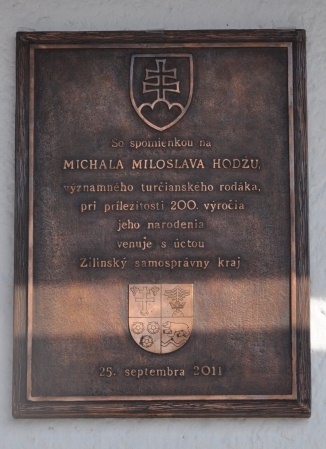 So spomienkou na
MICHALA MILOSLAVA HODŽU,
významného turčianskeho rodáka,
pri príležitosti 200. výročia
jeho narodenia
venuje s úctou
Žilinský samosprávny kraj
25. septembra 2011